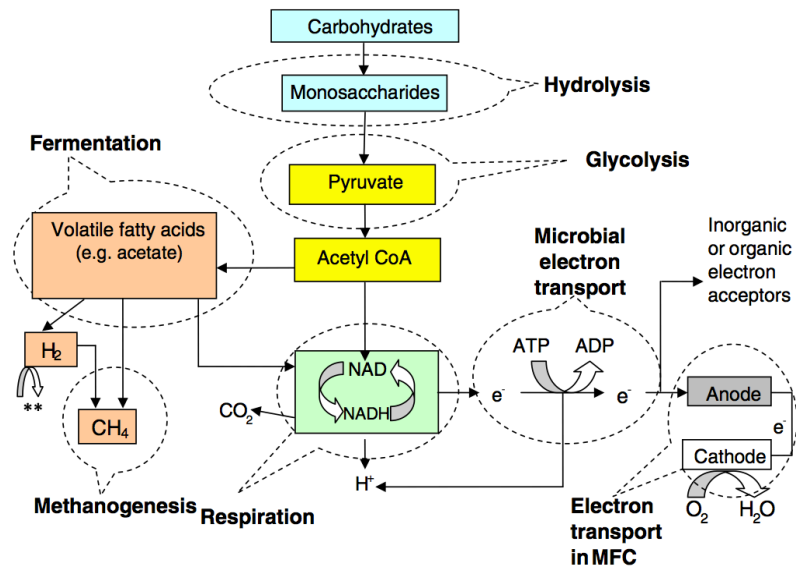 Carbohydrates
Monosaccharides
Hydrolysis
Fermentation
Glycolysis
Pyruvate
Volatile fatty acids
(e.g. acetate)
Acetyl CoA
Microbial
electron
transport
Inorganic
or organic
electron
acceptors
H2
**
CH4
NAD
NADH
CO2
H+
e-
ATP
ADP
e-
Anode
e-
Cathode
O2
H2O
Methanogenesis
Respiration
Electron
transport
in MFC